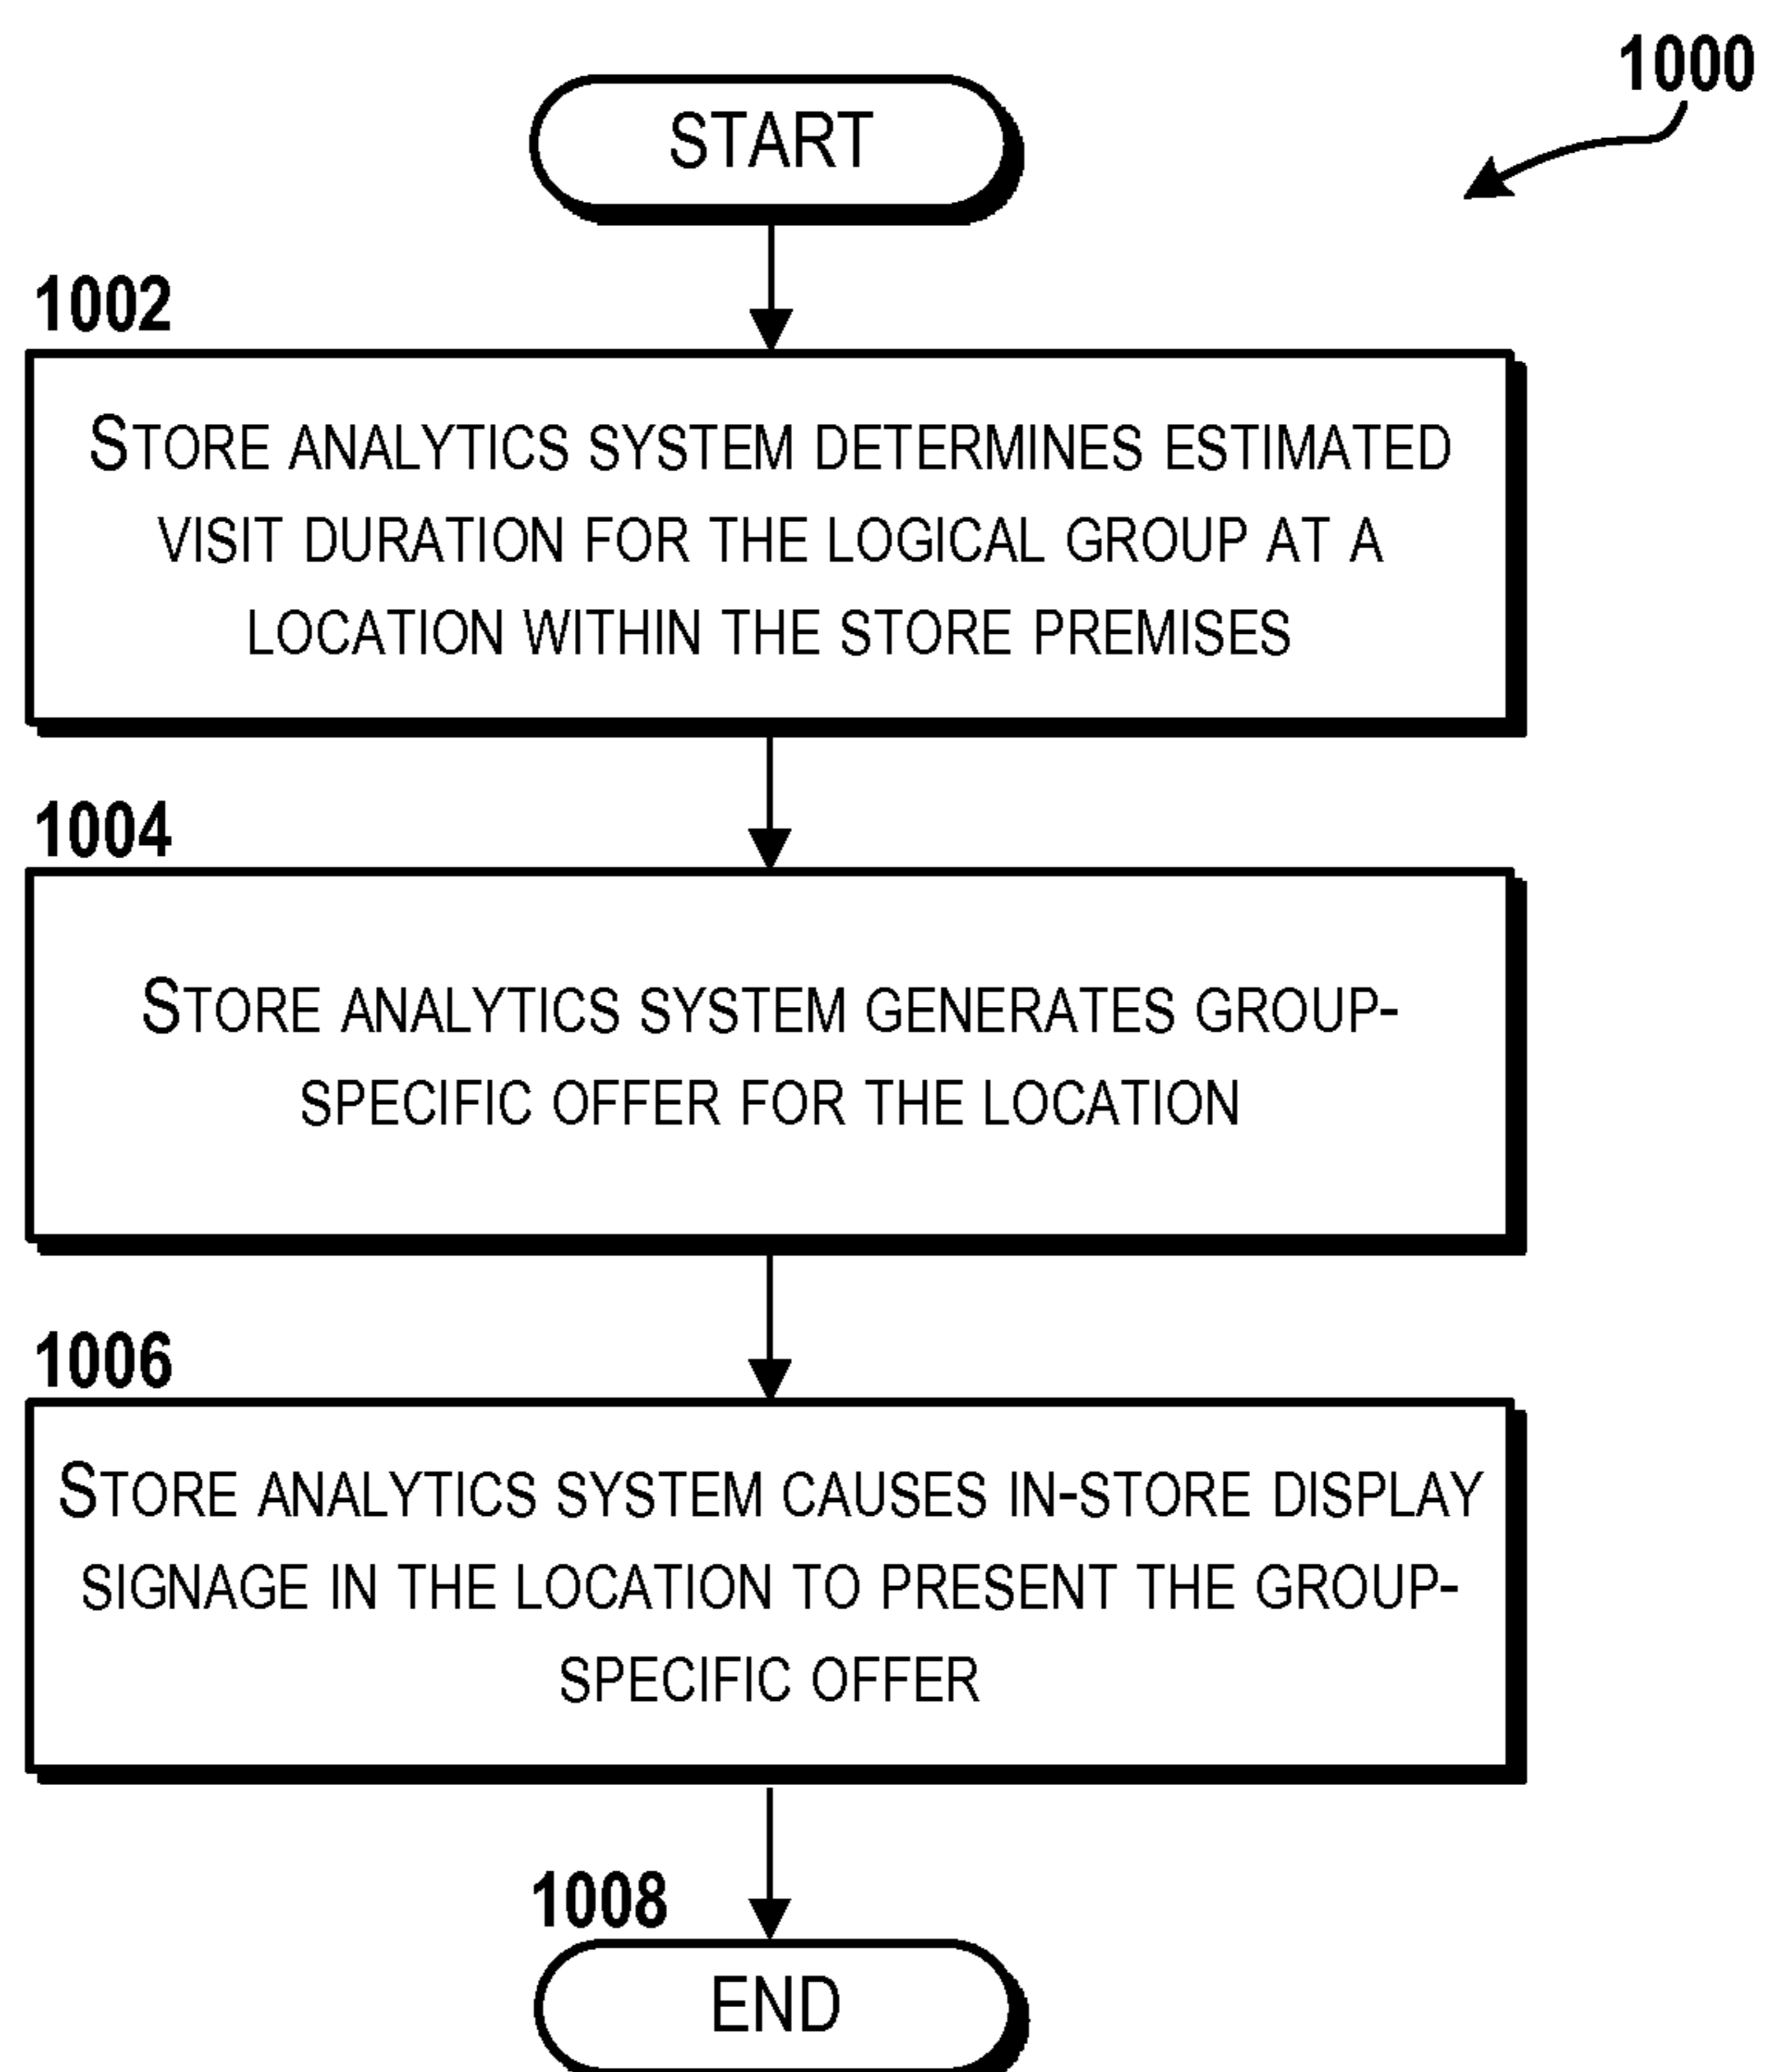 1000
START
1002
STORE ANALYTICS SYSTEM DETERMINES ESTIMATED
VISIT DURATION FOR THE LOGICAL GROUP AT A
LOCATION WITHIN THE STORE PREMISES
1004
STORE ANALYTICS SYSTEM GENERATES GROUP-
SPECIFIC OFFER FOR THE LOCATION
1006
STORE ANALYTICS SYSTEM CAUSES IN-STORE DISPLAY
SIGNAGE IN THE LOCATION TO PRESENT THE GROUP-
SPECIFIC OFFER
1008
END